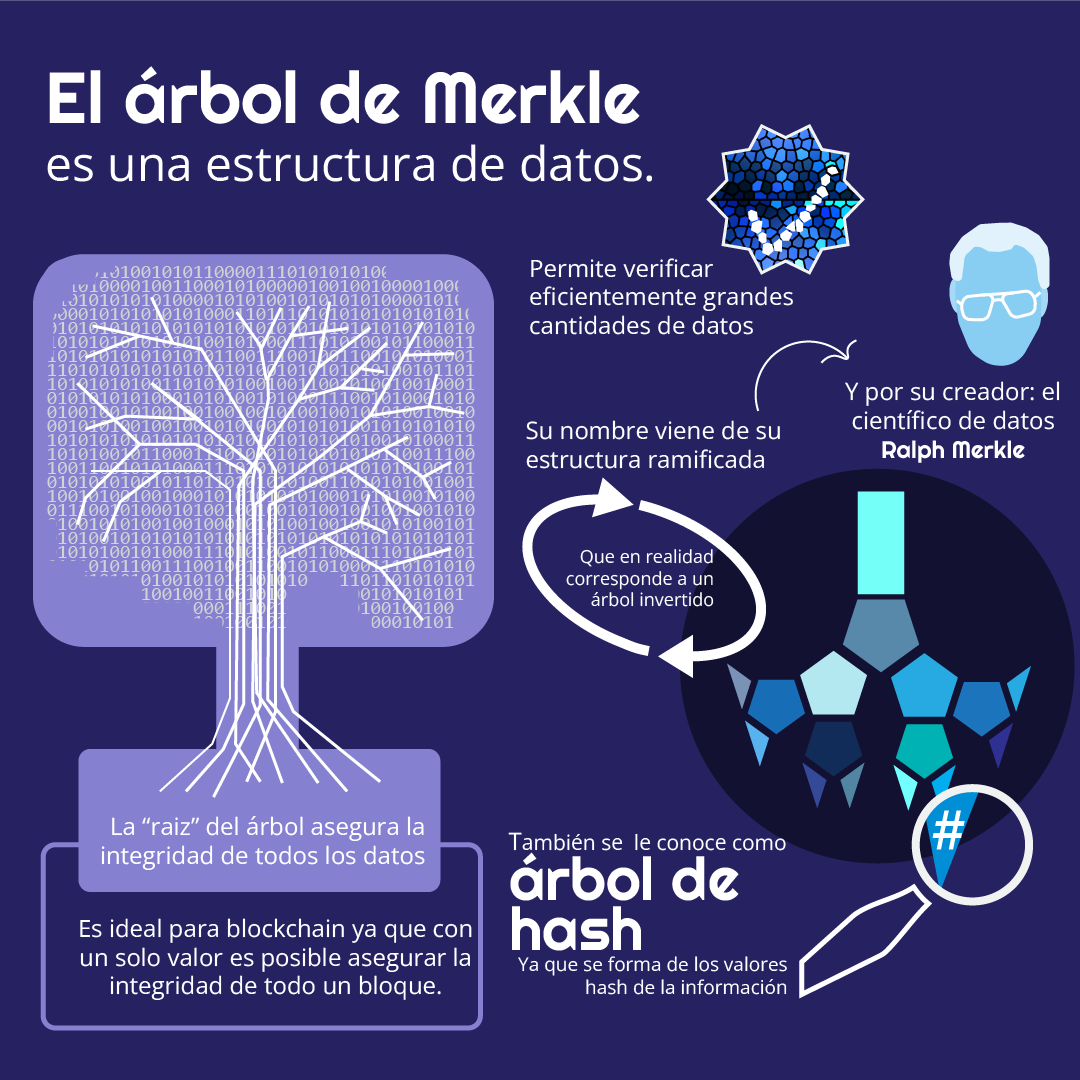 El árbol de Merkle
es una estructura de datos.
Permite verificar
eficientemente grandes
cantidades de datos
Su nombre viene de su
estructura ramificada
Y por su creador: el
científico de datos
Ralph Merkle
Que en realidad
corresponde a un
árbol invertido
La “raiz” del árbol asegura la
integridad de todos los datos
Es ideal para blockchain ya que con
un solo valor es posible asegurar la
integridad de todo un bloque.
También se le conoce como
árbol de
hash
Ya que se forma de los valores
hash de la información
#